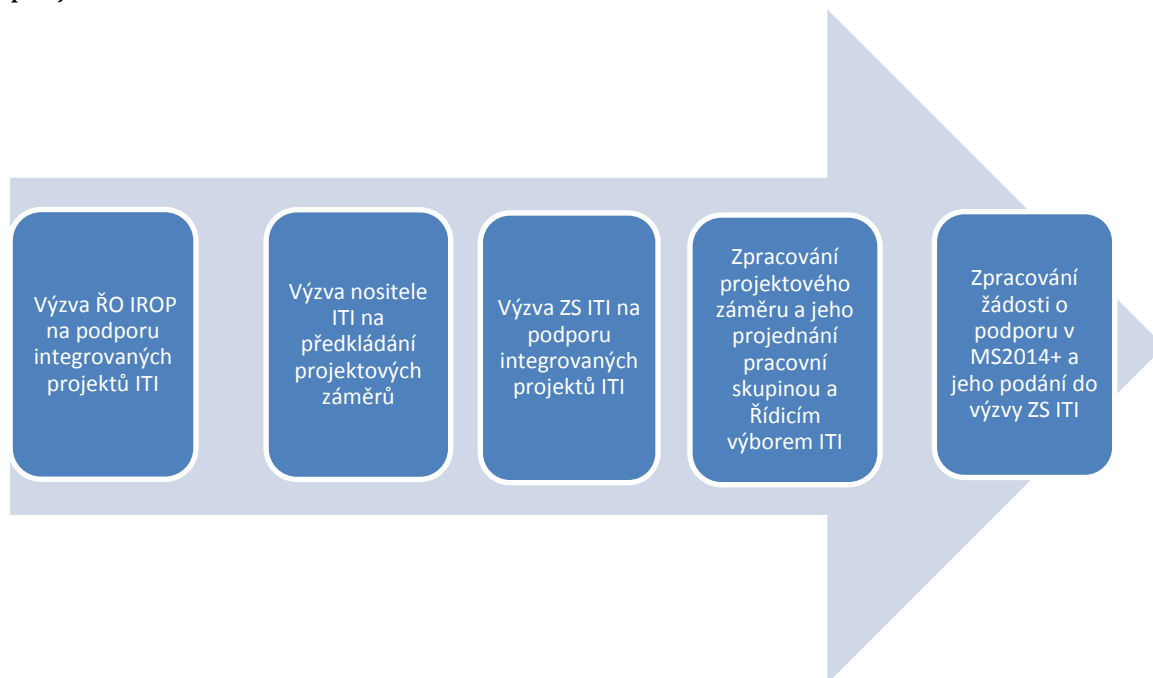 Výzva ŘO IROP
na podporu
integrovaných
projektů ITI
Výzva nositele
ITI na
předkládání
projektových
záměrů
Výzva ZS ITI na
podporu
integrovaných
projektů ITI
Zpracování
projektového
záměru a jeho
projednání
pracovní
skupinou a
Řídicím
výborem ITI
Zpracování
žádosti o
podporu v
MS2014+ a
jeho podání do
výzvy ZS ITI